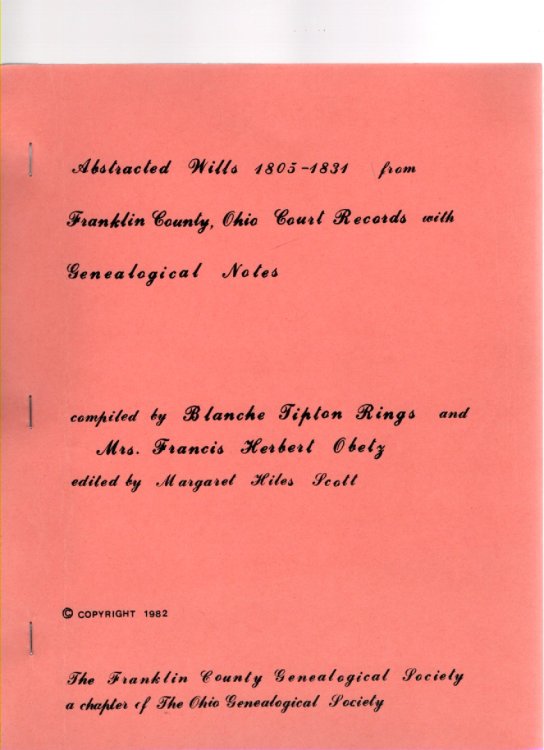 Abstracted Wills 1805-1831 from
Franklin County, Ohio Court Records with
Genealogical Notes
compiled by Blanche Tipton Rings and
Mrs. Francis Herbert Obetz
edited by Margaret Hiles Scott
© COPYRIGHT 1982
The Franklin County Genealogical Society
a chapter of The Ohio Genealogical Society